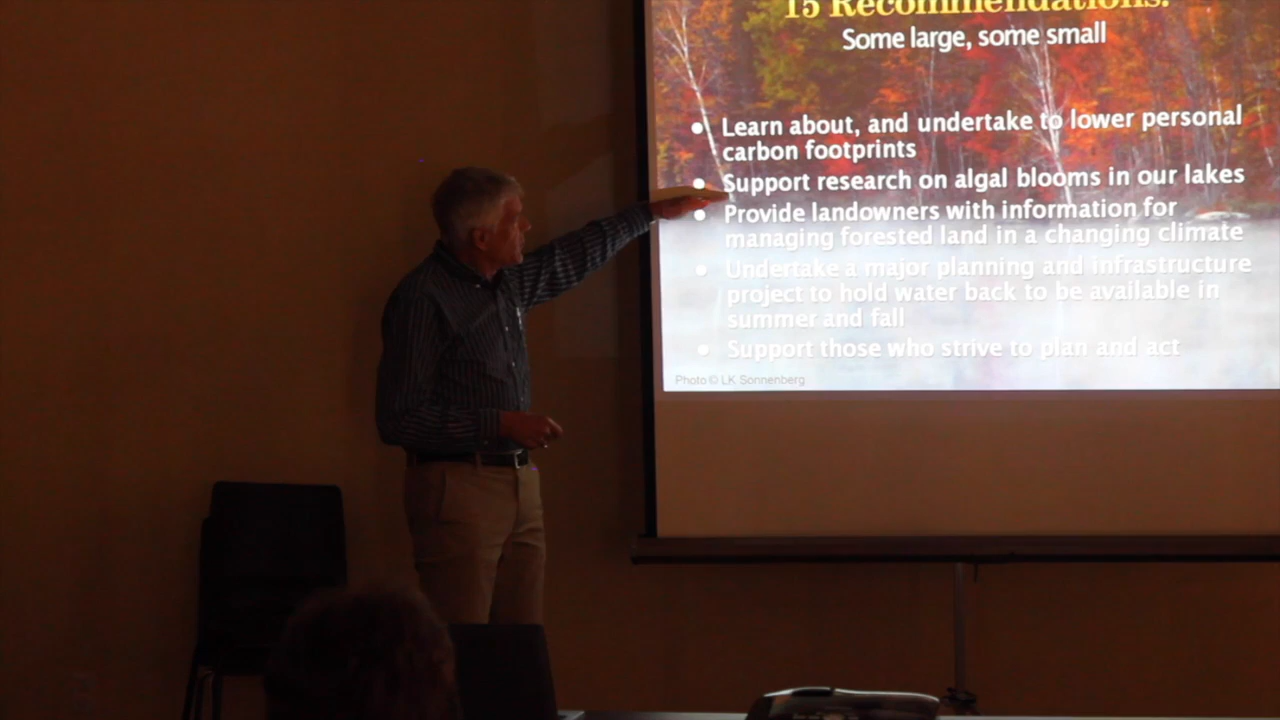 15 Recommendations:
Some large, some small
• Learn about, and undertake to lower personal
carbon footprints
• Support research on algal blooms in our lakes
• Provide landowners with information for
managing forested land in a changing climate
• Undertake a major planning and infrastructure
project to hold water back to be available in
summer and fall
• Support those who strive to plan and act
Photo © LK Sonnenberg